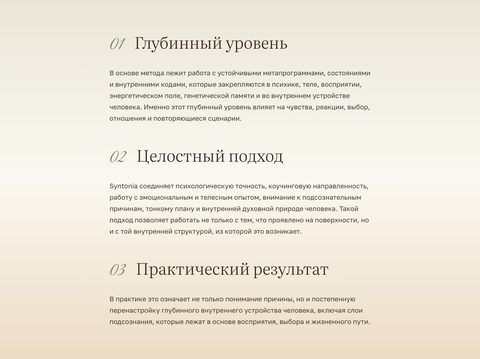 01 Глубинный уровень
В основе метода лежит работа с устойчивыми метапрограммами, состояниями
и внутренними кодами, которые закрепляются в психике, теле, восприятии,
энергетическом поле, генетической памяти и во внутреннем устройстве
человека. Именно этот глубинный уровень влияет на чувства, реакции, выбор,
отношения и повторяющиеся сценарии.
02 Целостный подход
Syntonia соединяет психологическую точность, коучинговую направленность,
работу с эмоциональным и телесным опытом, внимание к подсознательным
причинам, тонкому плану и внутренней духовной природе человека. Такой
подход позволяет работать не только с тем, что проявлено на поверхности, но
и с той внутренней структурой, из которой это возникает.
03 Практический результат
В практике это означает не только понимание причины, но и постепенную
перенастройку глубинного внутреннего устройства человека, включая слои
подсознания, которые лежат в основе восприятия, выбора и жизненного пути.